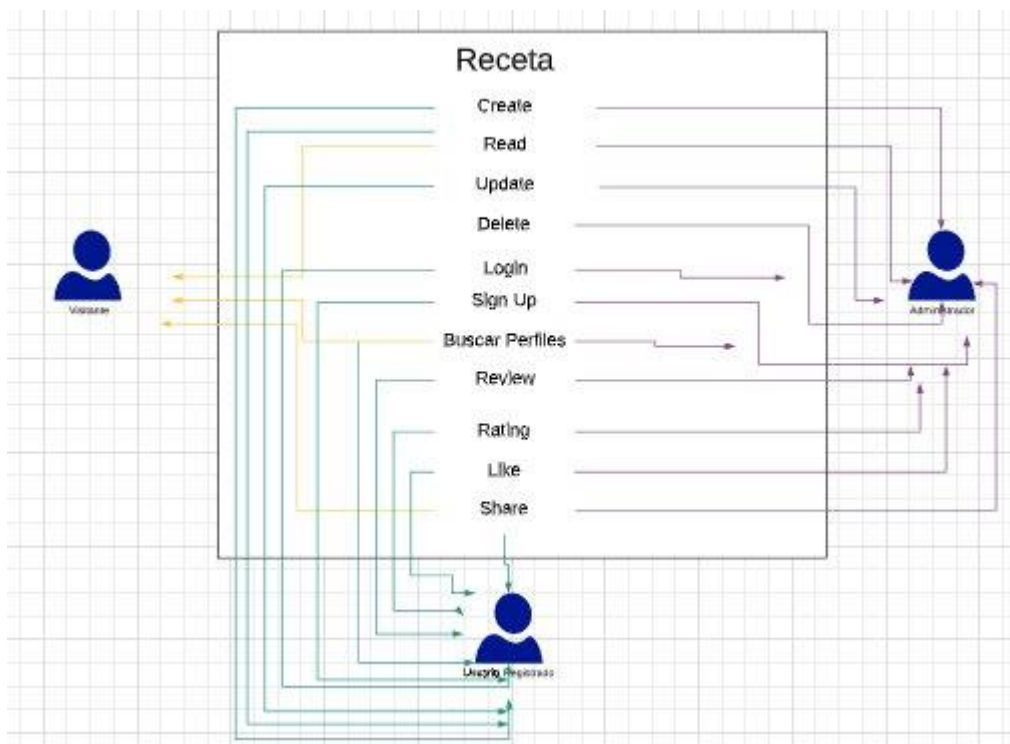 Receta
Create
Read
Update
Delete
Login
Sign Up
Buscar Perfiles
Review
Rating
Like
Share
Visitante
Administrador
Registrado